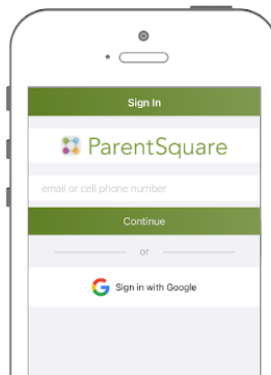 Sign In
ParentSquare
email or cell phone number
Continue
or
Sign in with Google